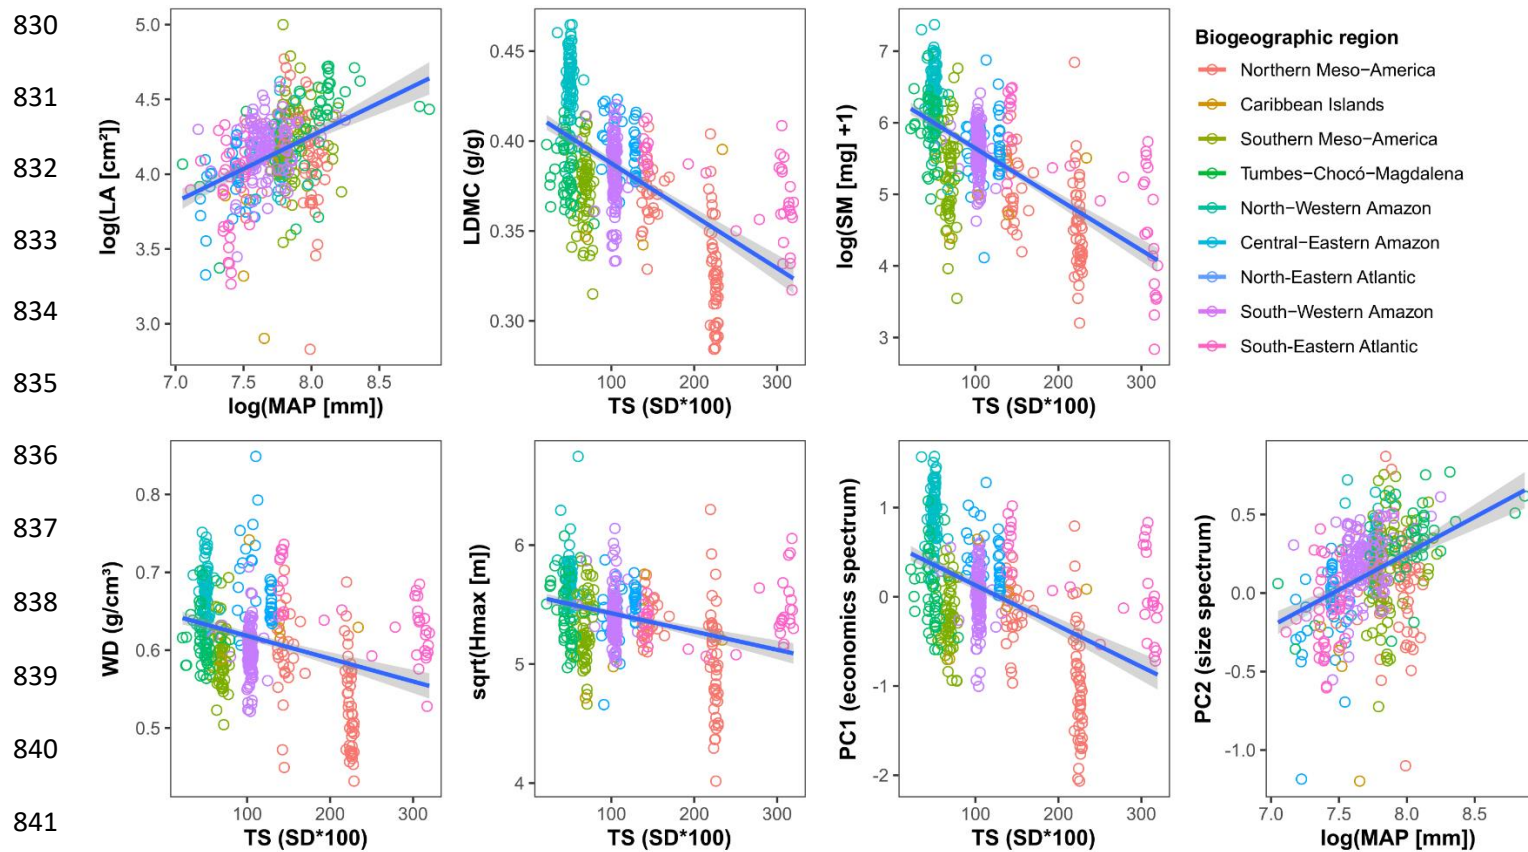 830
831
832
833
834
835
836
837
838
839
840
841
5.0
4.5
4.0
3.5
3.0
log(LA [cm²])
7.0 7.5 8.0 8.5
log(MAP [mm])
0.45
0.40
0.35
0.30
LDMC (g/g)
100 200 300
TS (SD*100)
7
6
5
4
3
log(SM [mg] +1)
100 200 300
TS (SD*100)
Biogeographic region
Northern Meso−America
Caribbean Islands
Southern Meso−America
Tumbes−Chocó−Magdalena
North−Western Amazon
Central−Eastern Amazon
North−Eastern Atlantic
South−Western Amazon
South−Eastern Atlantic
0.8
0.7
0.6
0.5
WD (g/cm³)
100 200 300
TS (SD*100)
6
5
4
sqrt(Hmax [m])
100 200 300
TS (SD*100)
1
0
-1
-2
PC1 (economics spectrum)
100 200 300
TS (SD*100)
0.5
0.0
-0.5
-1.0
PC2 (size spectrum)
7.0 7.5 8.0 8.5
log(MAP [mm])